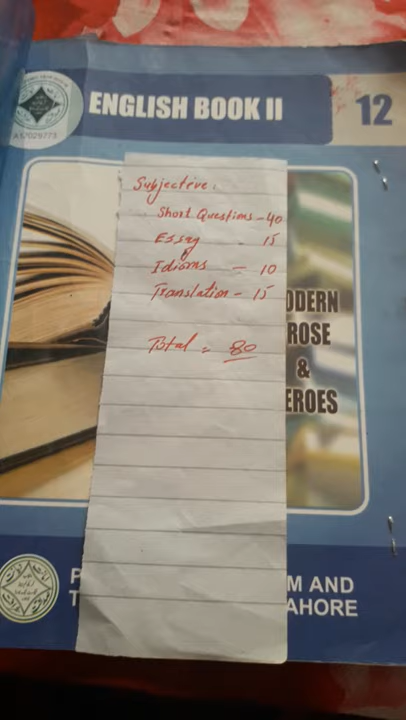 ENGLISH BOOK II
12
A17029773
Subjective:
Short Questions - 40
Essay - 15
Idioms - 10
Translation - 15
Total = 80
ODERN
ROSE
&
EROES
M AND
AHORE